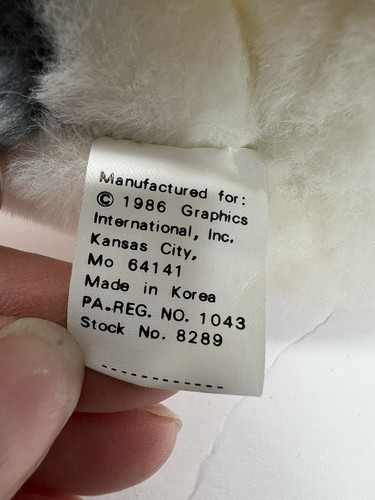 Manufactured for:
© 1986 Graphics
International, Inc.
Kansas City,
Mo 64141
Made in Korea
PA-REG. NO. 1043
Stock No. 8289